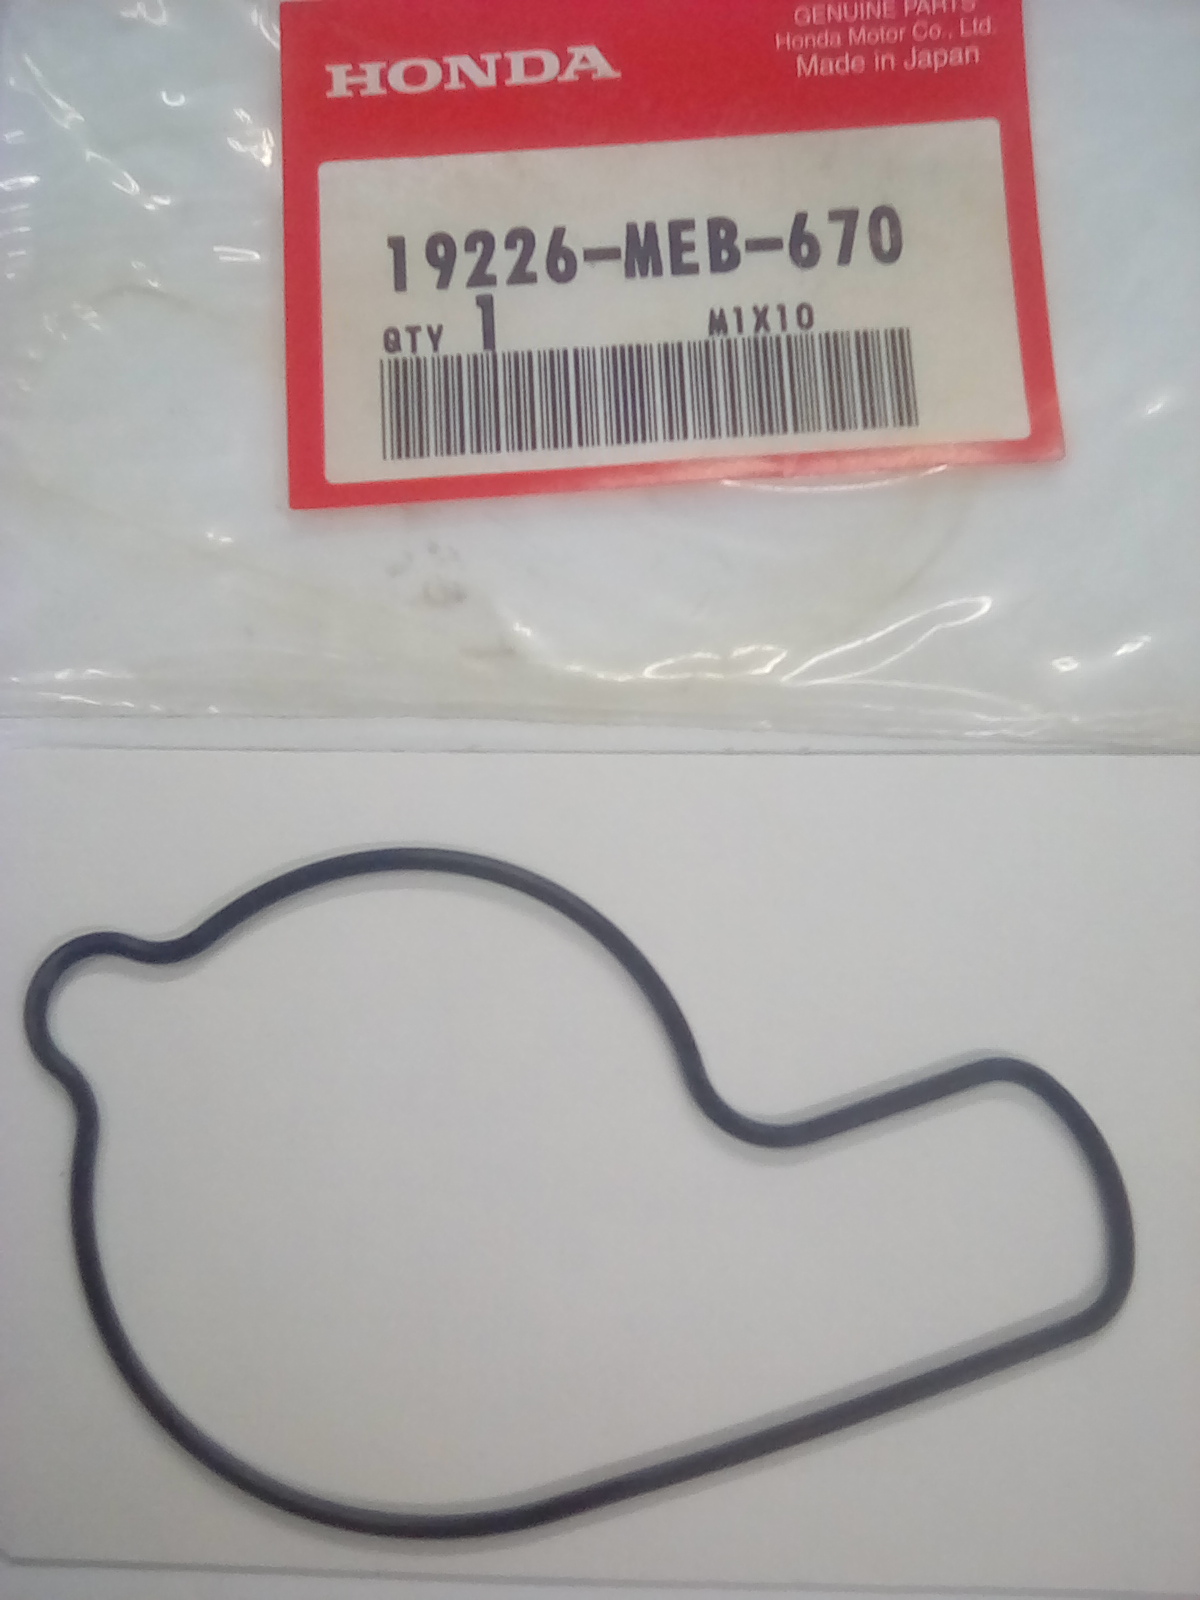 GENUINE PARTS
HONDA
Honda Motor Co., Ltd.
Made in Japan
19226-MEB-670
QTY 1 M1X10